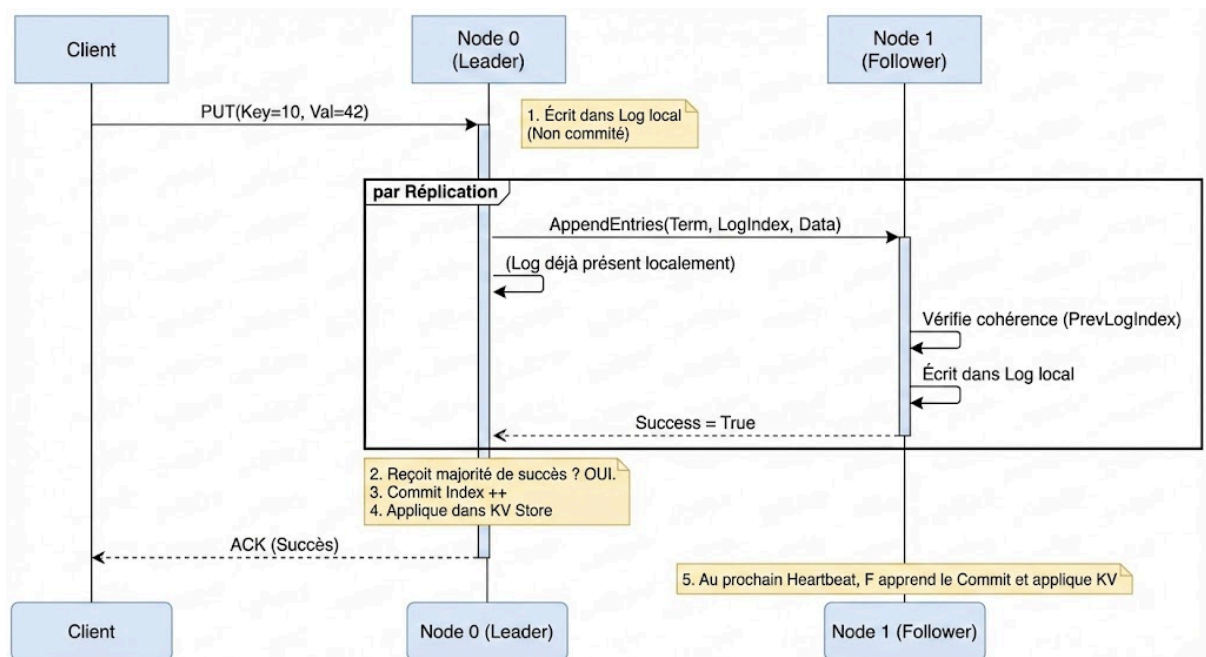 Client
Node 0
(Leader)
Node 1
(Follower)
PUT(Key=10, Val=42)
1. Écrit dans Log local
(Non commité)
par Réplication
AppendEntries(Term, LogIndex, Data)
(Log déjà présent localement)
Vérifie cohérence (PrevLogIndex)
Écrit dans Log local
Success = True
2. Reçoit majorité de succès ? OUI.
3. Commit Index ++
4. Applique dans KV Store
ACK (Succès)
5. Au prochain Heartbeat, F apprend le Commit et applique KV
Client
Node 0 (Leader)
Node 1 (Follower)